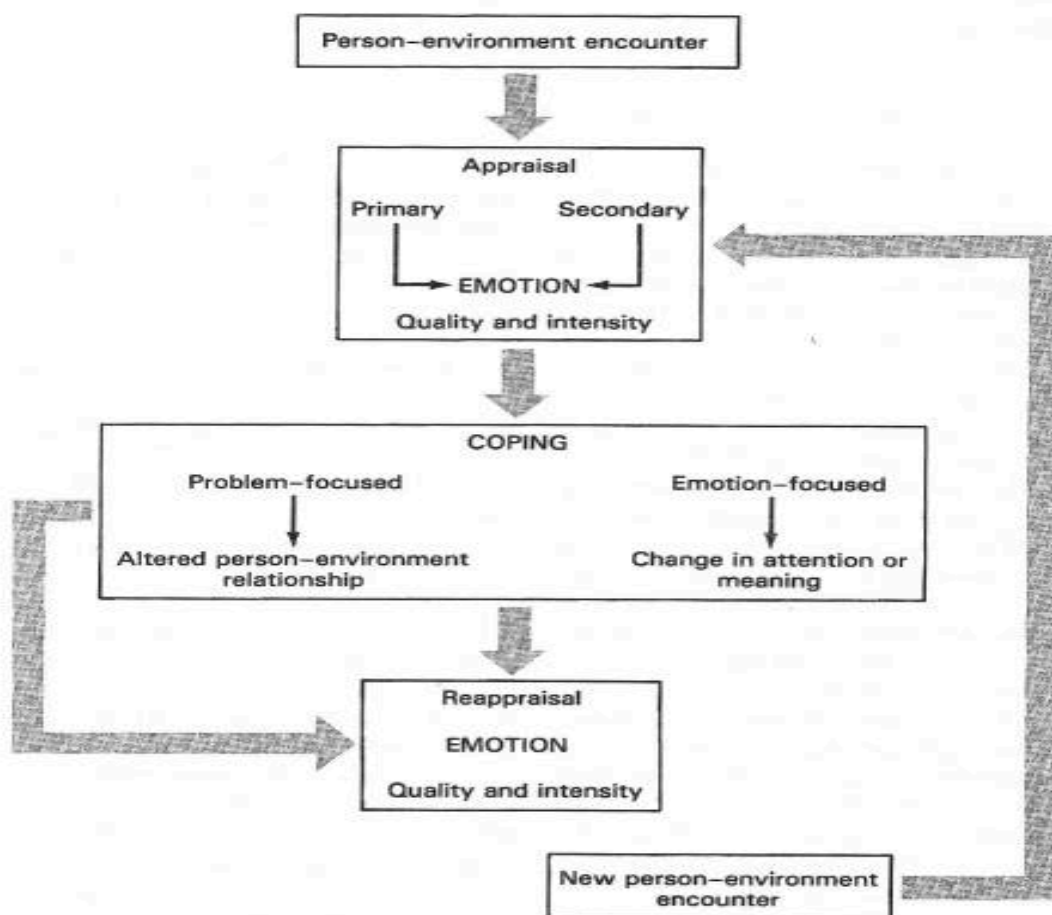 Person–environment encounter
Appraisal
Primary Secondary
EMOTION
Quality and intensity
COPING
Problem–focused Emotion–focused
Altered person–environment
relationship
Change in attention or
meaning
Reappraisal
EMOTION
Quality and intensity
New person–environment
encounter